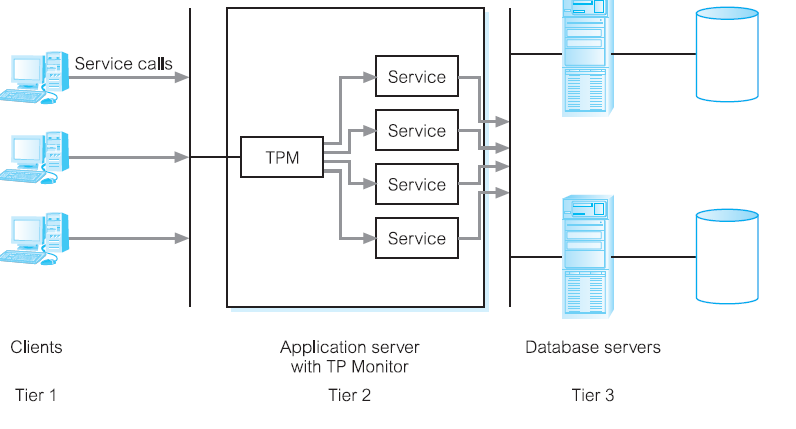 Service calls
Service
Service
TPM
Service
Service
Clients
Application server
with TP Monitor
Database servers
Tier 1
Tier 2
Tier 3